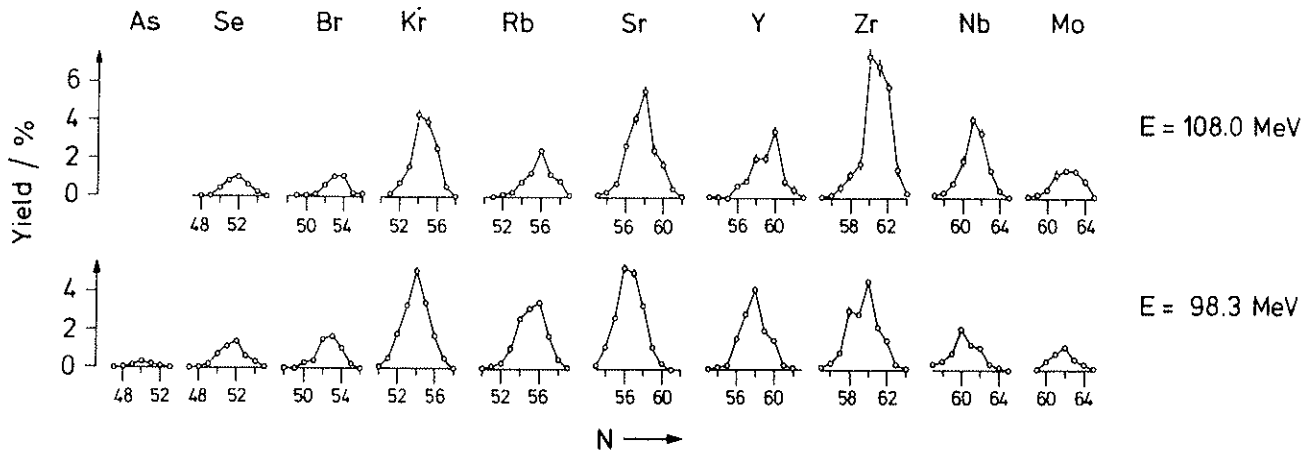 As Se Br Kr Rb Sr Y Zr Nb Mo
Yield / %
6
4
2
0
E = 108.0 MeV
48 52 50 54 52 56 52 56 56 60 56 60 58 62 60 64 60 64
4
2
0
E = 98.3 MeV
48 52 48 52 50 54 52 56 52 56 56 60 56 60 58 62 60 64 60 64
N